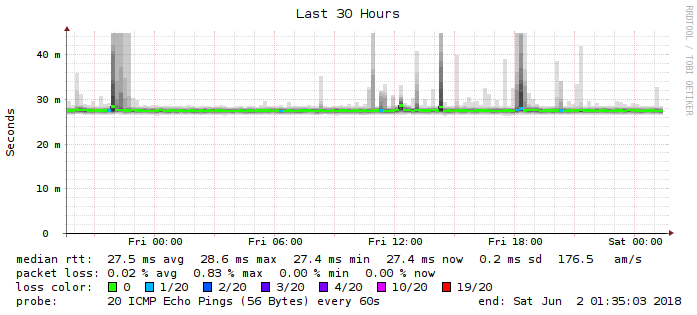 Last 30 Hours
RRDTOOL / TOBI OETIKER
Seconds
40 m
30 m
20 m
10 m
0
Fri 00:00 Fri 06:00 Fri 12:00 Fri 18:00 Sat 00:00
median rtt: 27.5 ms avg 28.6 ms max 27.4 ms min 27.4 ms now 0.2 ms sd 176.5 am/s
packet loss: 0.02 % avg 0.83 % max 0.00 % min 0.00 % now
loss color: 0 1/20 2/20 3/20 4/20 10/20 19/20
probe: 20 ICMP Echo Pings (56 Bytes) every 60s end: Sat Jun 2 01:35:03 2018